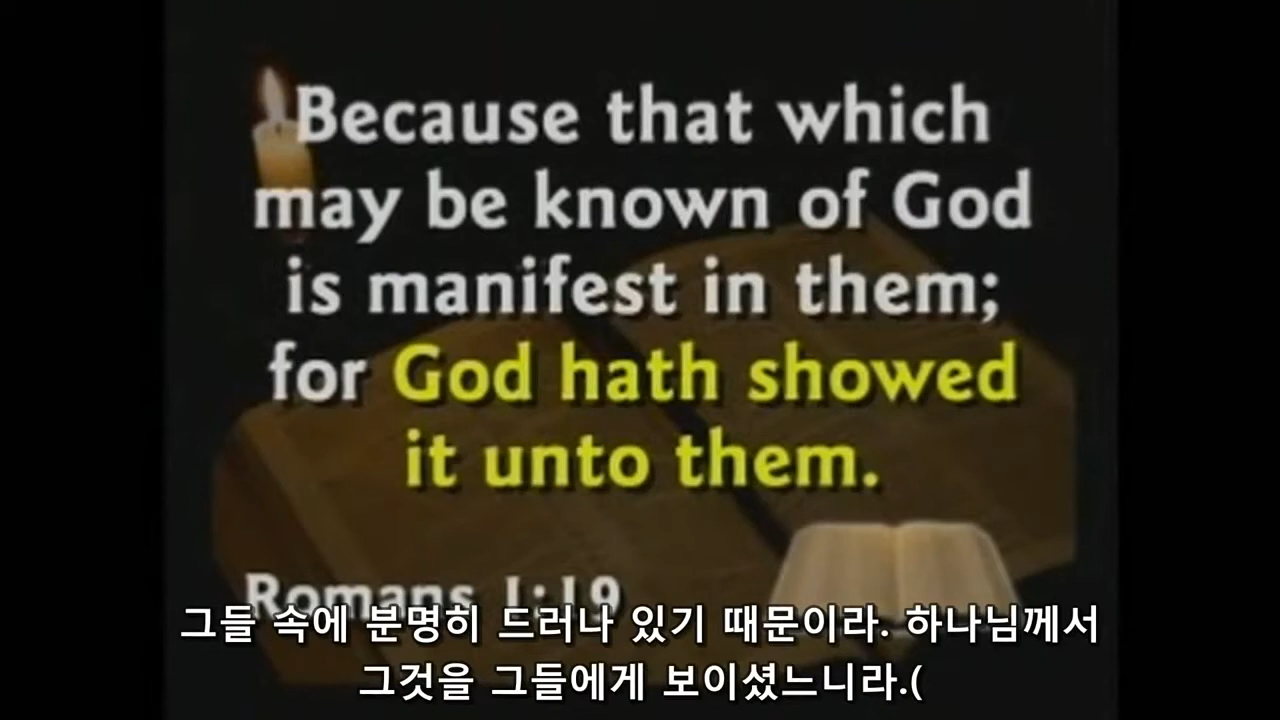 Because that which
may be known of God
is manifest in them;
for God hath showed
it unto them.
Romans 1:19
그들 속에 분명히 드러나 있기 때문이라. 하나님께서
그것을 그들에게 보이셨느니라.(